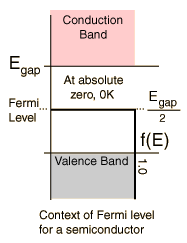 Conduction
Band
Egap
At absolute
zero, 0K
Fermi
Level
Egap
2
f(E)
Valence Band
1.0
Context of Fermi level
for a semiconductor